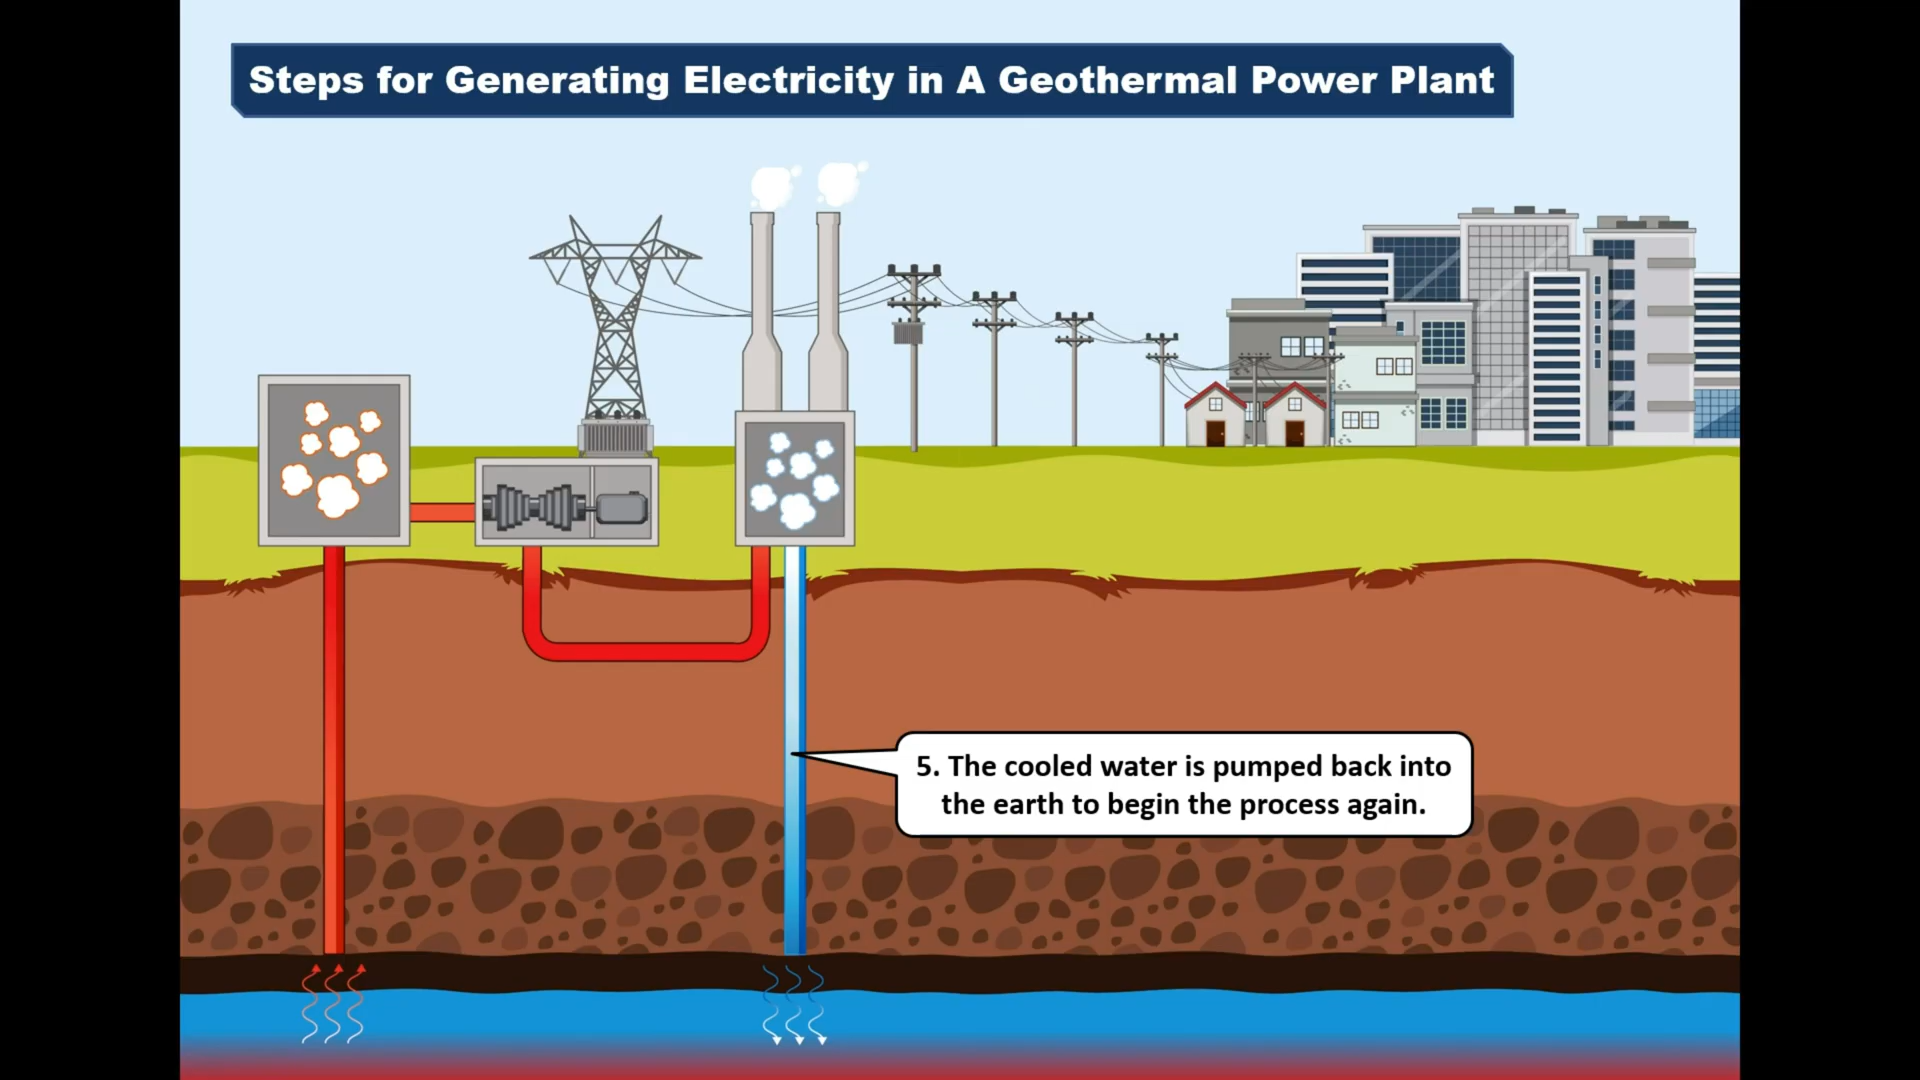 Steps for Generating Electricity in A Geothermal Power Plant
5. The cooled water is pumped back into
the earth to begin the process again.